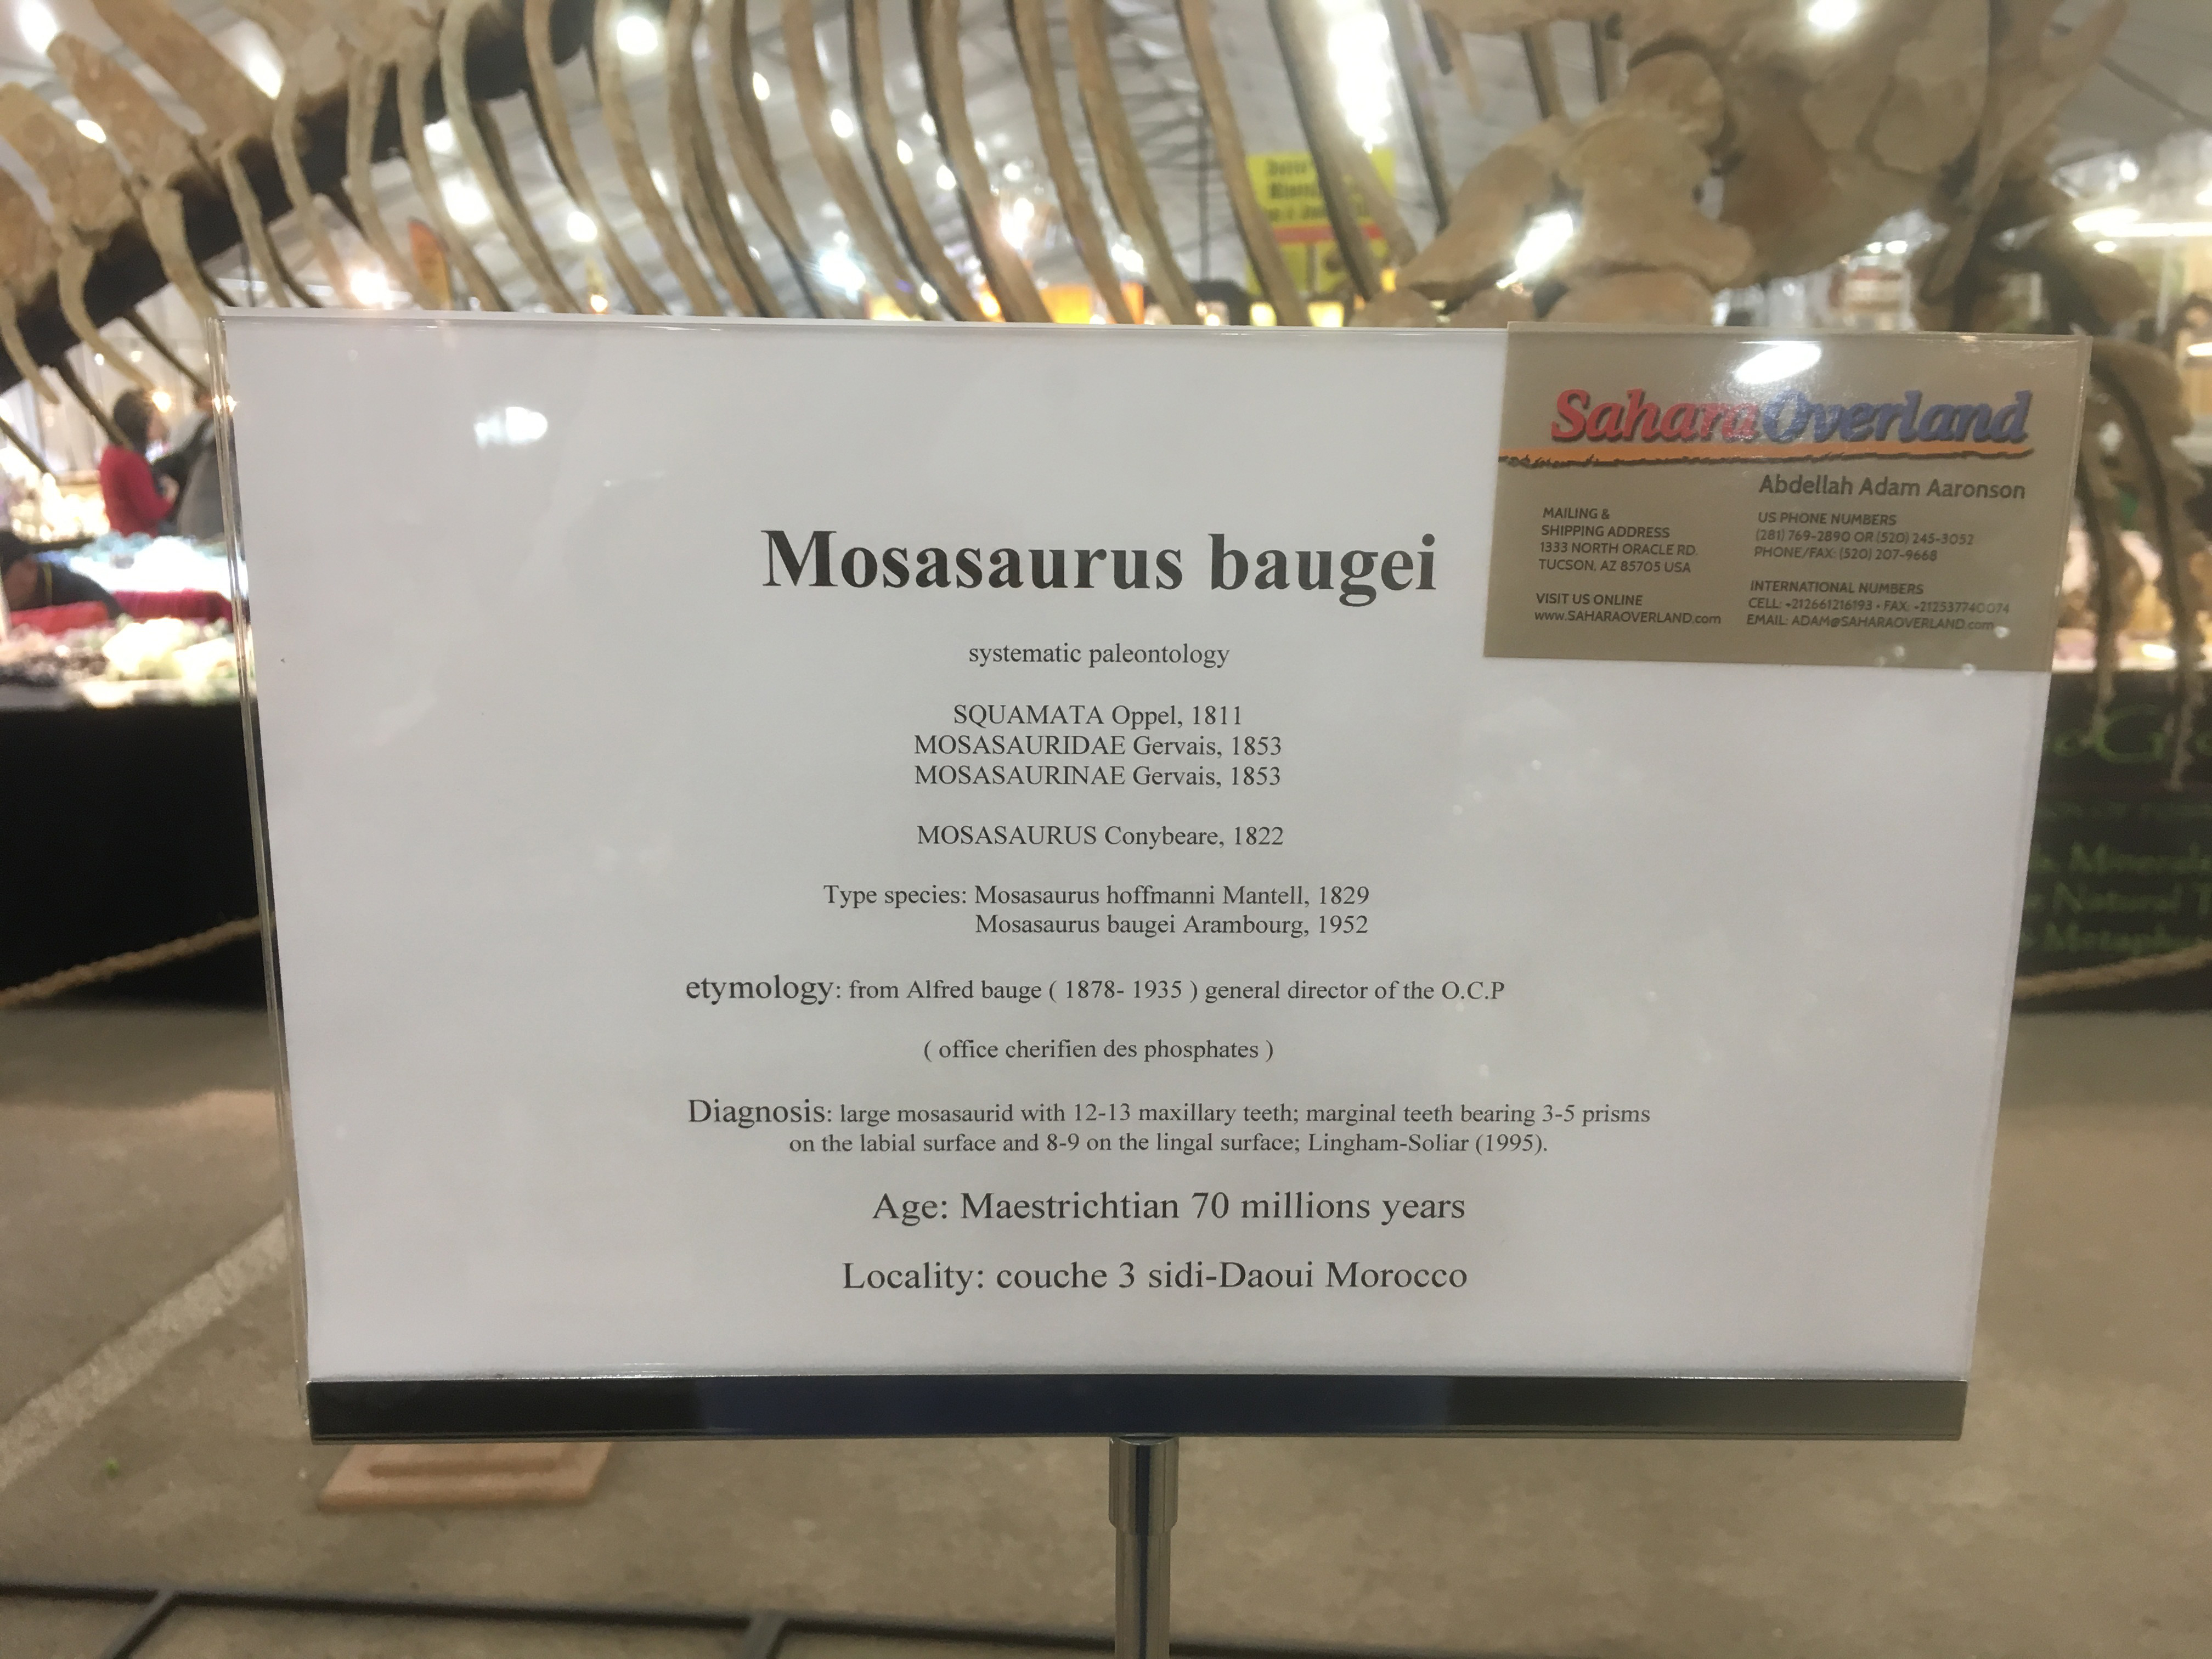 Mosasaurus baugei
systematic paleontology
SQUAMATA Oppel, 1811
MOSASAURIDAE Gervais, 1853
MOSASAURINAE Gervais, 1853
MOSASAURUS Conybeare, 1822
Type species: Mosasaurus hoffmanni Mantell, 1829
Mosasaurus baugei Arambourg, 1952
etymology: from Alfred bauge ( 1878- 1935 ) general director of the O.C.P
( office cherifien des phosphates )
Diagnosis: large mosasaurid with 12-13 maxillary teeth; marginal teeth bearing 3-5 prisms
on the labial surface and 8-9 on the lingal surface; Lingham-Soliar (1995).
Age: Maestrichtian 70 millions years
Locality: couche 3 sidi-Daoui Morocco
SaharaOverland
Abdellah Adam Aaronson
MAILING &
SHIPPING ADDRESS
1333 NORTH ORACLE RD.
TUCSON, AZ 85705 USA
VISIT US ONLINE
www.SAHARAOVERLAND.com
US PHONE NUMBERS
(281) 769-2890 OR (520) 245-3052
PHONE/FAX: (520) 207-9668
INTERNATIONAL NUMBERS
CELL: +212661216193 • FAX: +212537740074
EMAIL: ADAM@SAHARAOVERLAND.com
Natural